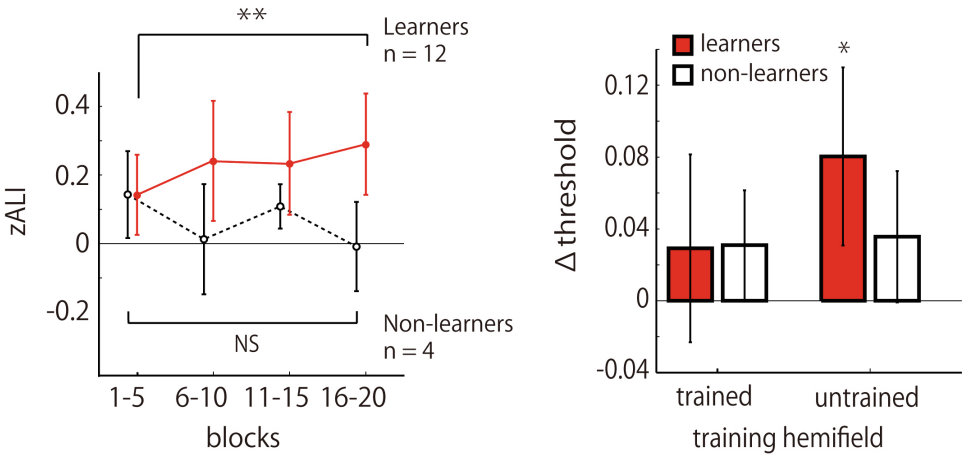 **
Learners
n = 12
0.4
0.2
0
-0.2
zALI
NS
Non-learners
n = 4
1-5 6-10 11-15 16-20
blocks
learners
non-learners
*
0.12
0.08
0.04
0
-0.04
Δ threshold
trained untrained
training hemifield